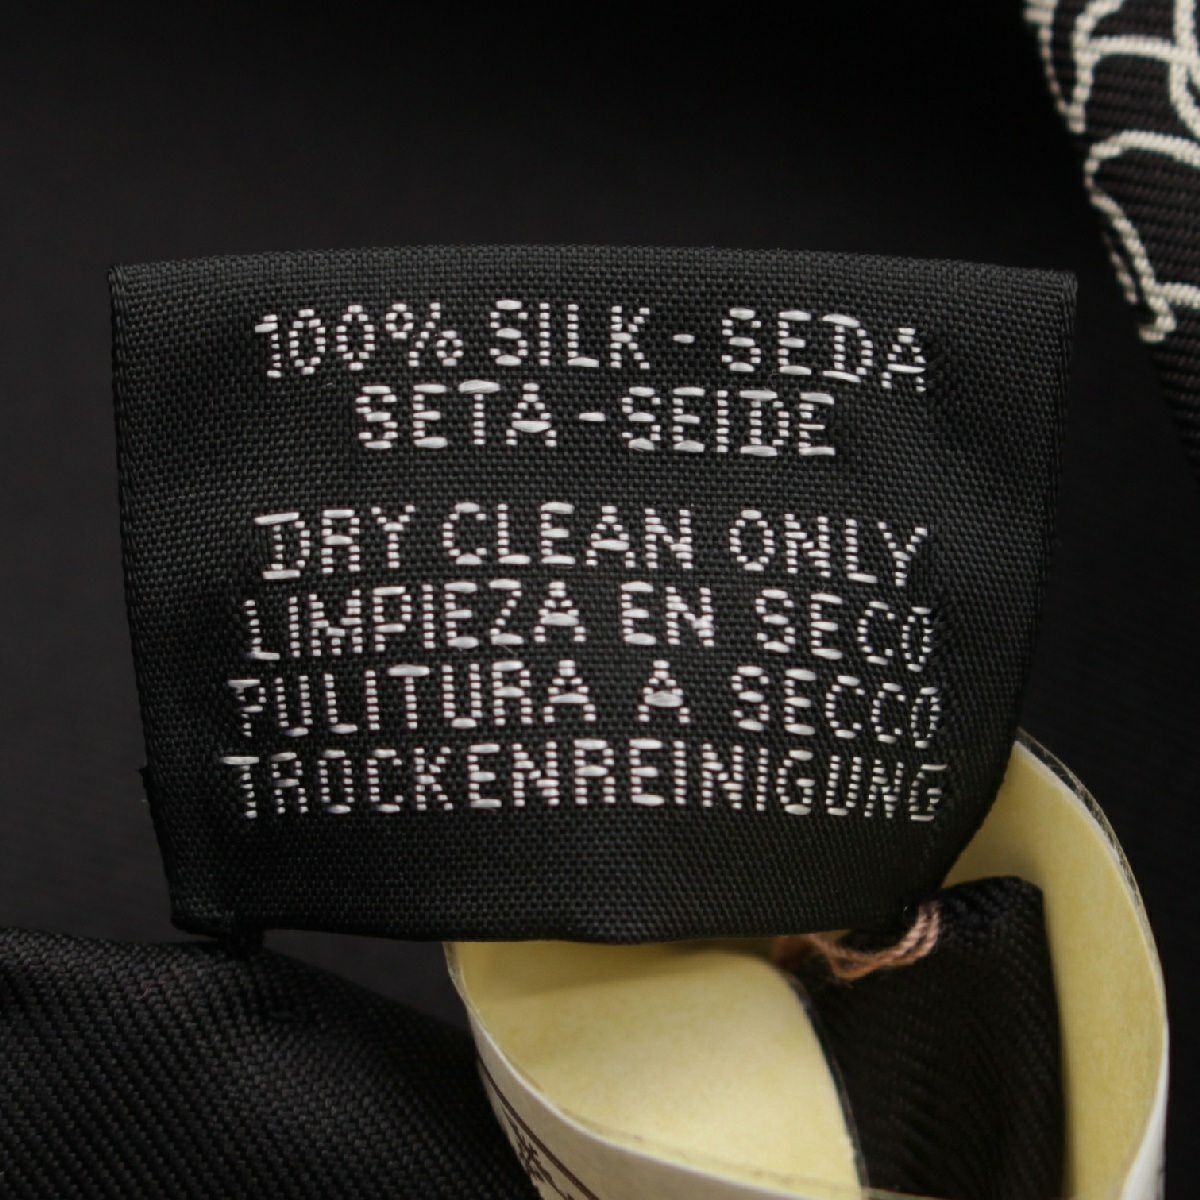 100% SILK - SEDA
SETA - SEIDE
DRY CLEAN ONLY
LIMPIEZA EN SECO
PULITURA A SECCO
TROCKENREINIGUNG